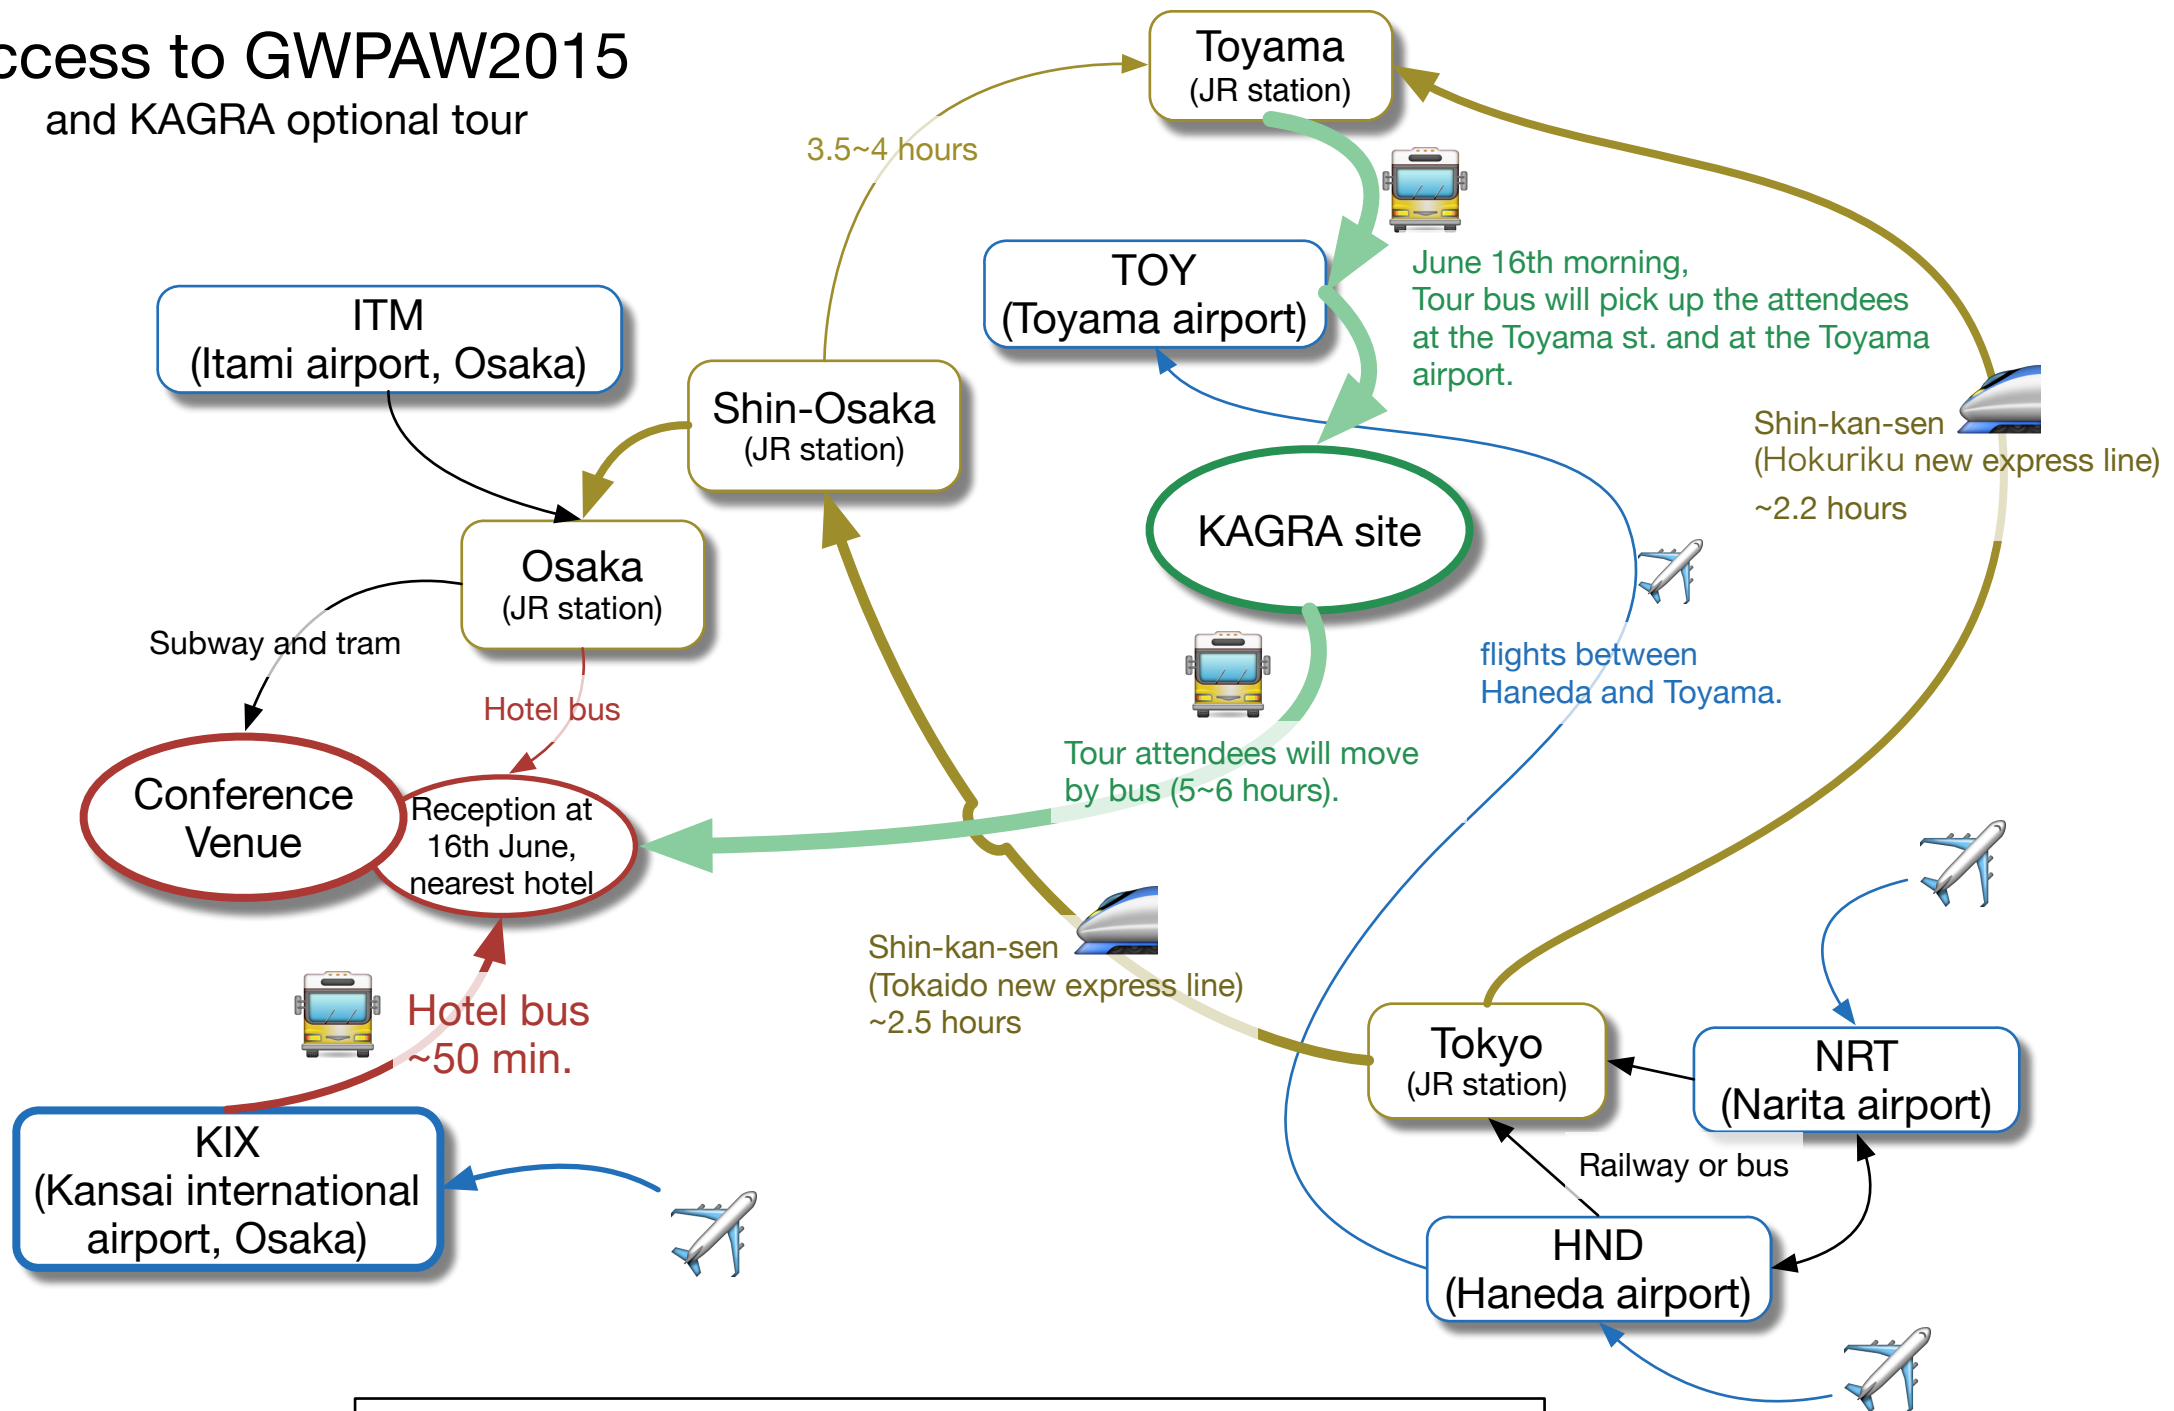 ccess to GWPAW2015
and KAGRA optional tour
Toyama
(JR station)
3.5~4 hours
TOY
(Toyama airport)
June 16th morning,
Tour bus will pick up the attendees
at the Toyama st. and at the Toyama
airport.
ITM
(Itami airport, Osaka)
Shin-Osaka
(JR station)
Shin-kan-sen
(Hokuriku new express line)
~2.2 hours
KAGRA site
Osaka
(JR station)
Subway and tram
Hotel bus
flights between
Haneda and Toyama.
Tour attendees will move
by bus (5~6 hours).
Conference
Venue
Reception at
16th June,
nearest hotel
Shin-kan-sen
(Tokaido new express line)
~2.5 hours
Hotel bus
~50 min.
Tokyo
(JR station)
NRT
(Narita airport)
Railway or bus
KIX
(Kansai international
airport, Osaka)
HND
(Haneda airport)